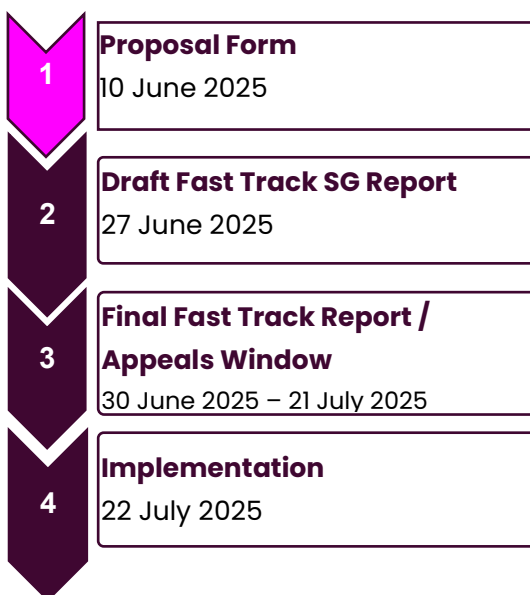 1
Proposal Form
10 June 2025
2
Draft Fast Track SG Report
27 June 2025
3
Final Fast Track Report /
Appeals Window
30 June 2025 – 21 July 2025
4
Implementation
22 July 2025